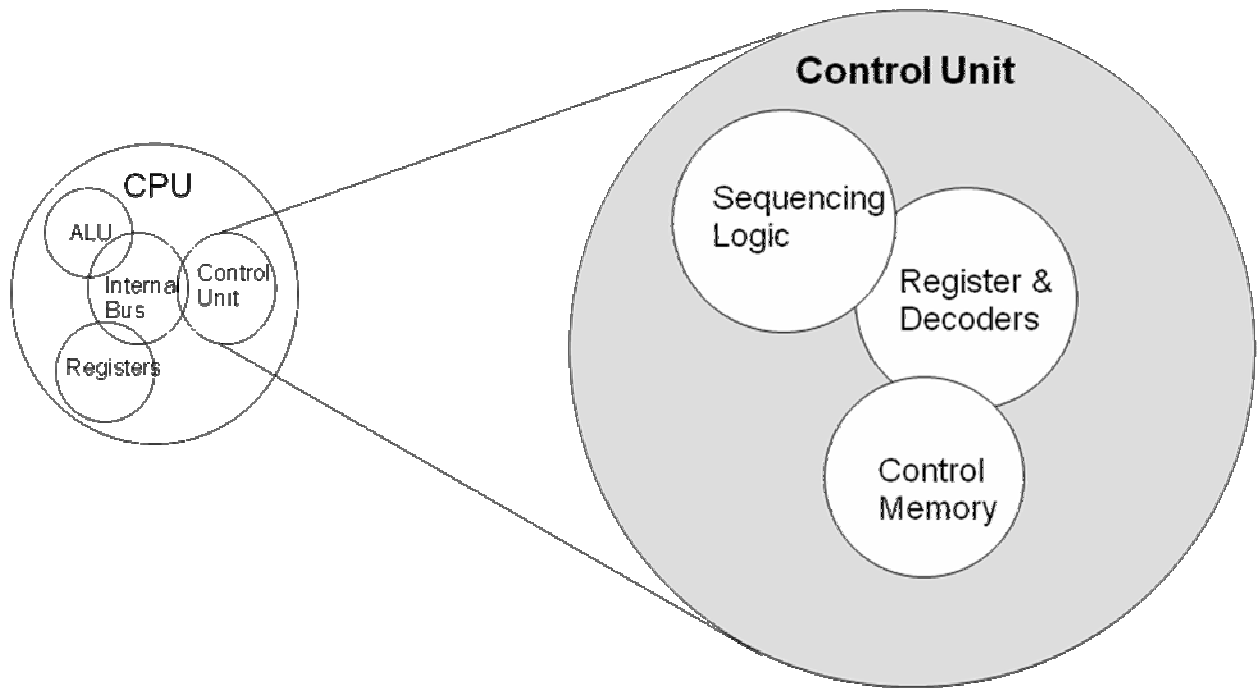 CPU
ALU
Interna
Bus
Control
Unit
Registers
Control Unit
Sequencing
Logic
Register &
Decoders
Control
Memory